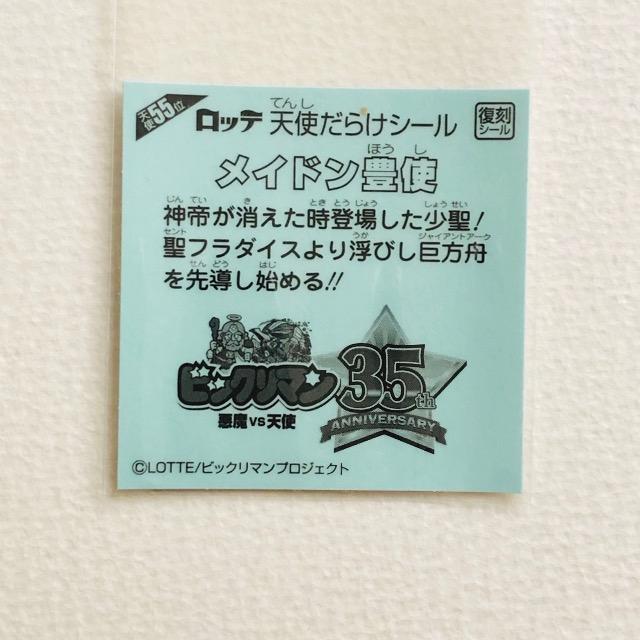 天使55位
ロッテ 天使だらけシール
てんし
復刻
シール
メイドン豊使
ほうし
神帝が消えた時登場した少聖!
じんてい き とき とうじょう しょうせい
聖フラダイスより浮びし巨方舟
セント うか ジャイアントアーク
を先導し始める!!
せんどう はじ
ビックリマン
悪魔VS天使
35th
ANNIVERSARY
©LOTTE/ビックリマンプロジェクト